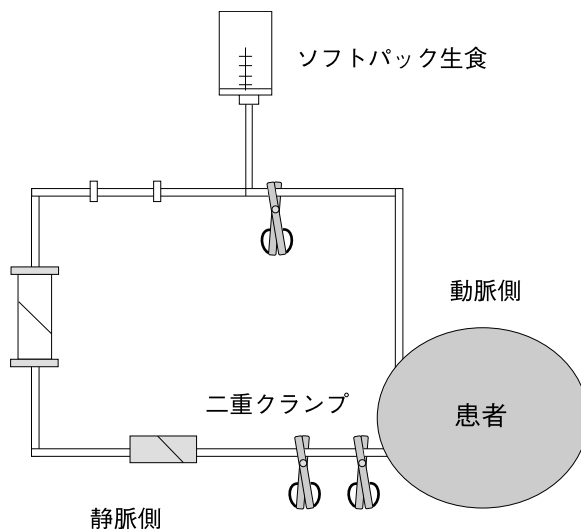 ソフトパック生食
動脈側
二重クランプ
患者
静脈側